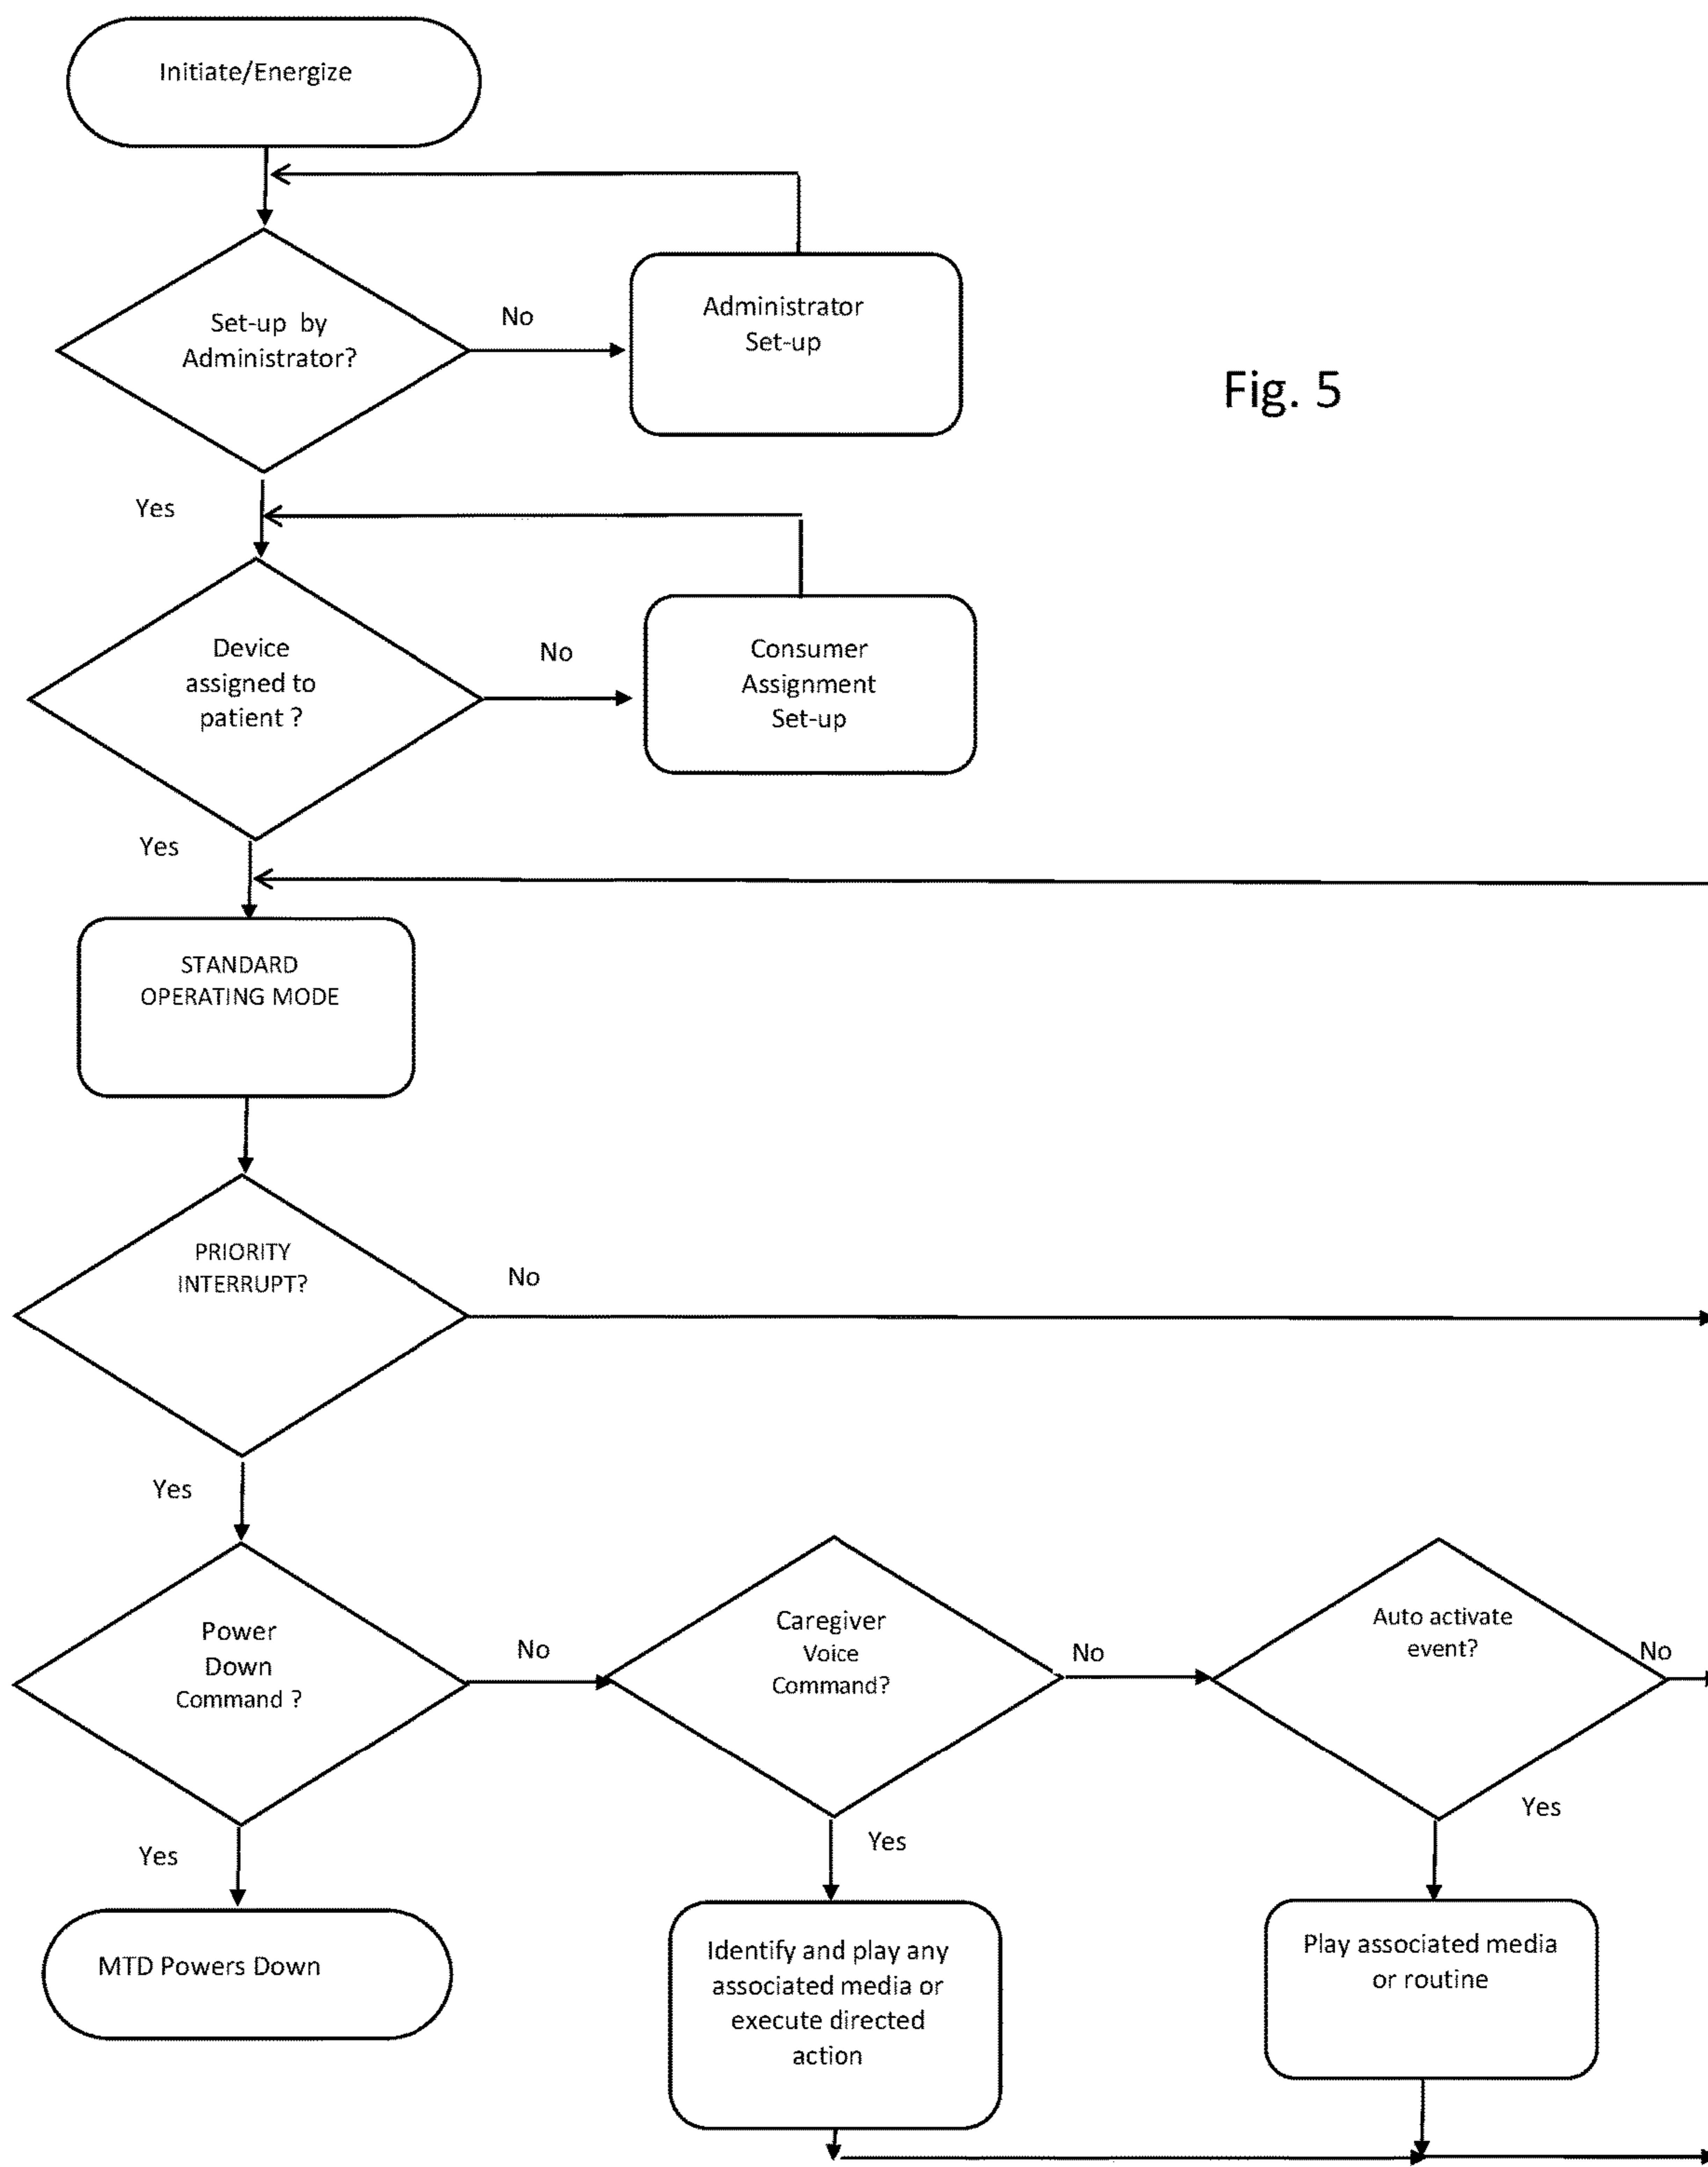 Initiate/Energize
Set-up by
Administrator?
No
Administrator
Set-up
Fig. 5
Yes
Device
assigned to
patient ?
No
Consumer
Assignment
Set-up
Yes
STANDARD
OPERATING MODE
PRIORITY
INTERRUPT?
No
Yes
Power
Down
Command ?
No
Caregiver
Voice
Command?
No
Auto activate
event?
No
Yes
Yes
Yes
MTD Powers Down
Identify and play any
associated media or
execute directed
action
Play associated media
or routine